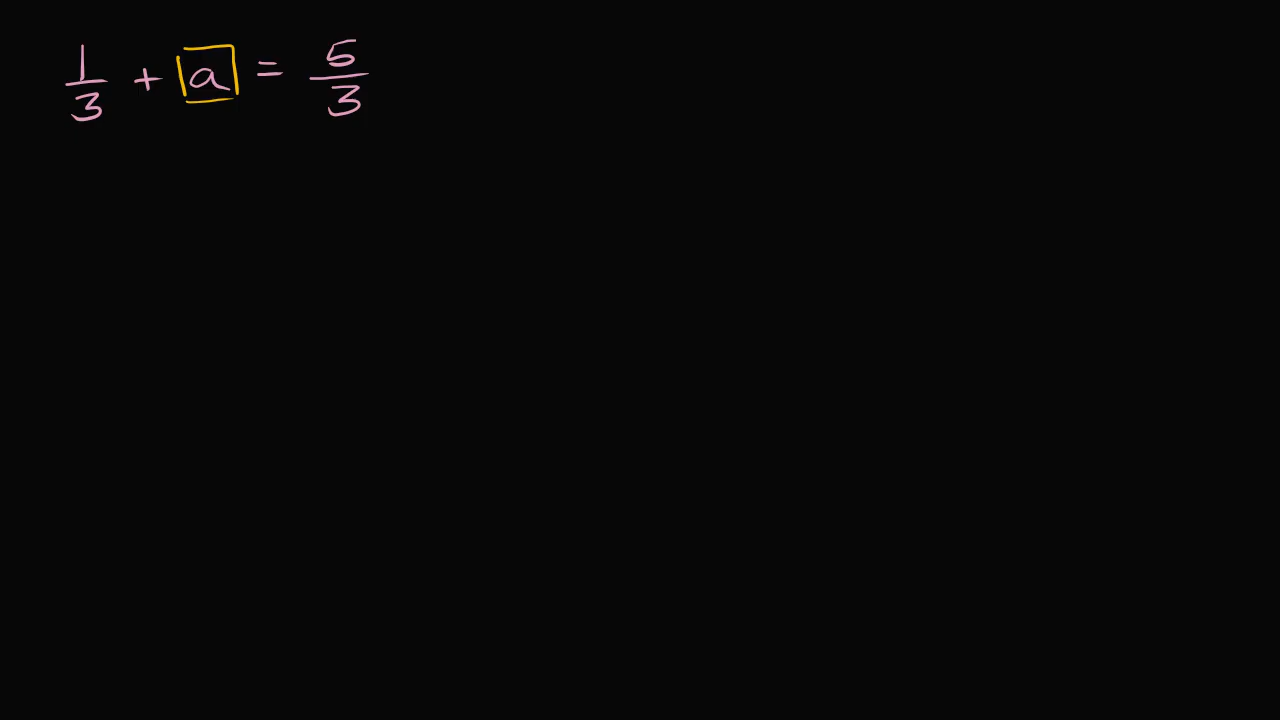 1/3 + a = 5/3